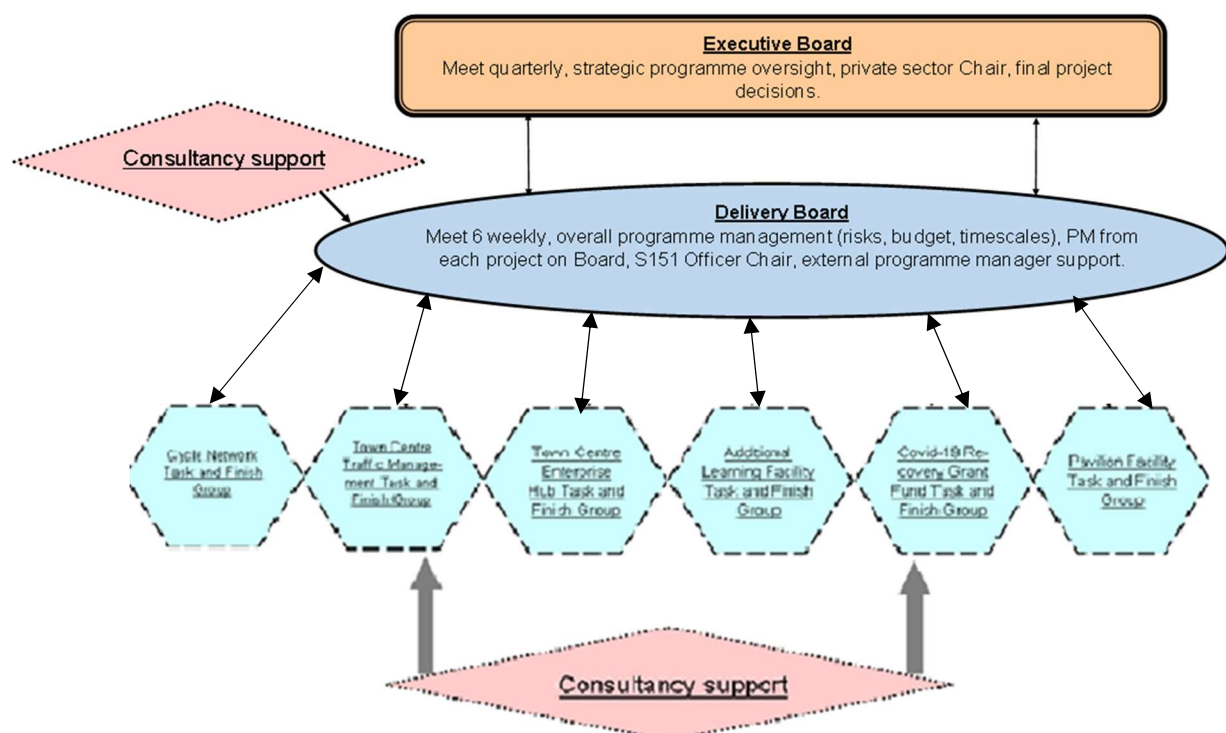 Executive Board
Meet quarterly, strategic programme oversight, private sector Chair, final project
decisions.
Consultancy support
Delivery Board
Meet 6 weekly, overall programme management (risks, budget, timescales), PM from
each project on Board, S151 Officer Chair, external programme manager support.
Cycle Network
Task and Finish
Group
Town Centre
Traffic Manage-
ment Task and
Finish Group
Town Centre
Enterprise
Hub Task and
Finish Group
Additional
Learning Facility
Task and Finish
Group
Covid-19 Re-
covery Grant
Fund Task and
Finish Group
Pavilion Facility
Task and Finish
Group
Consultancy support